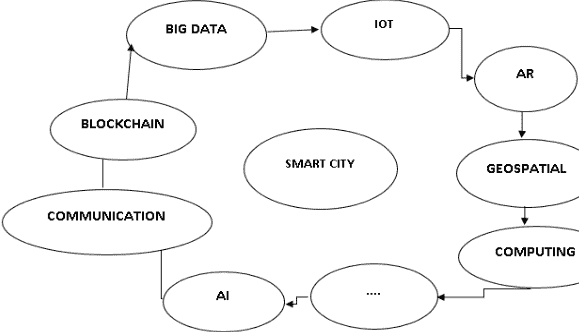 BIG DATA
IOT
AR
BLOCKCHAIN
SMART CITY
GEOSPATIAL
COMMUNICATION
COMPUTING
AI
....